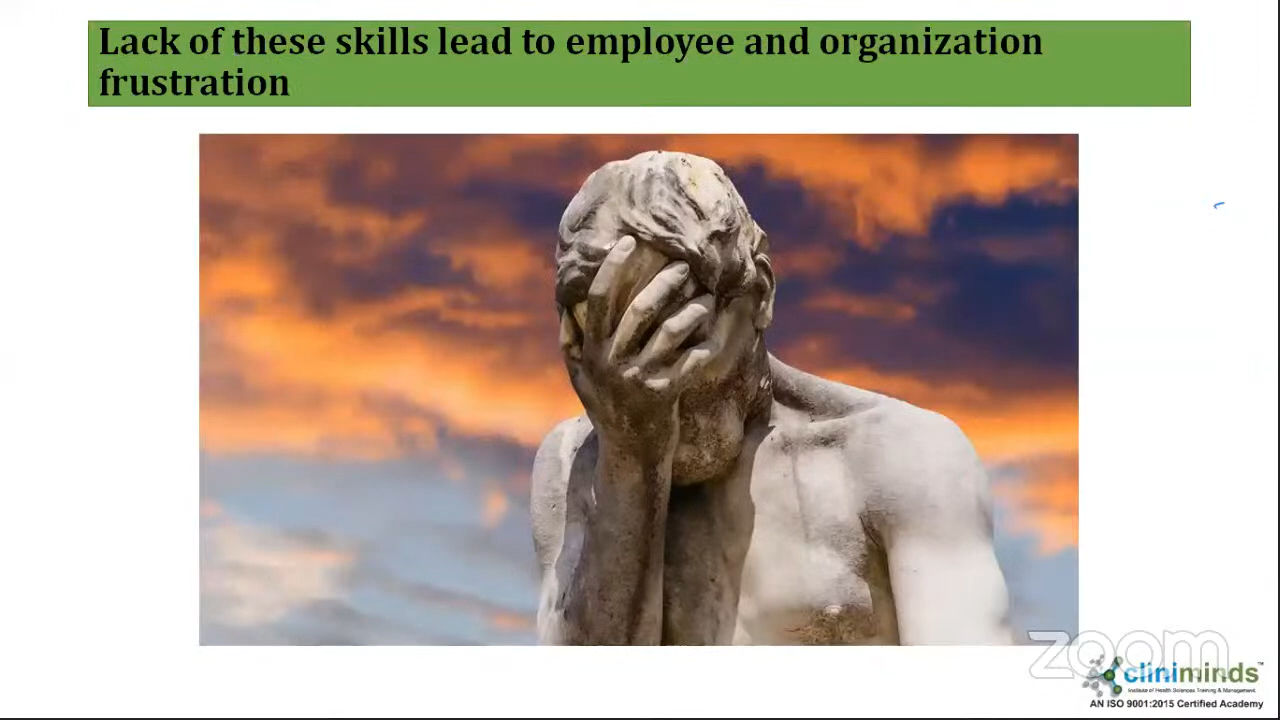 Lack of these skills lead to employee and organization
frustration
zoom
cliniminds™
Institute of Health Sciences Training & Management
AN ISO 9001:2015 Certified Academy